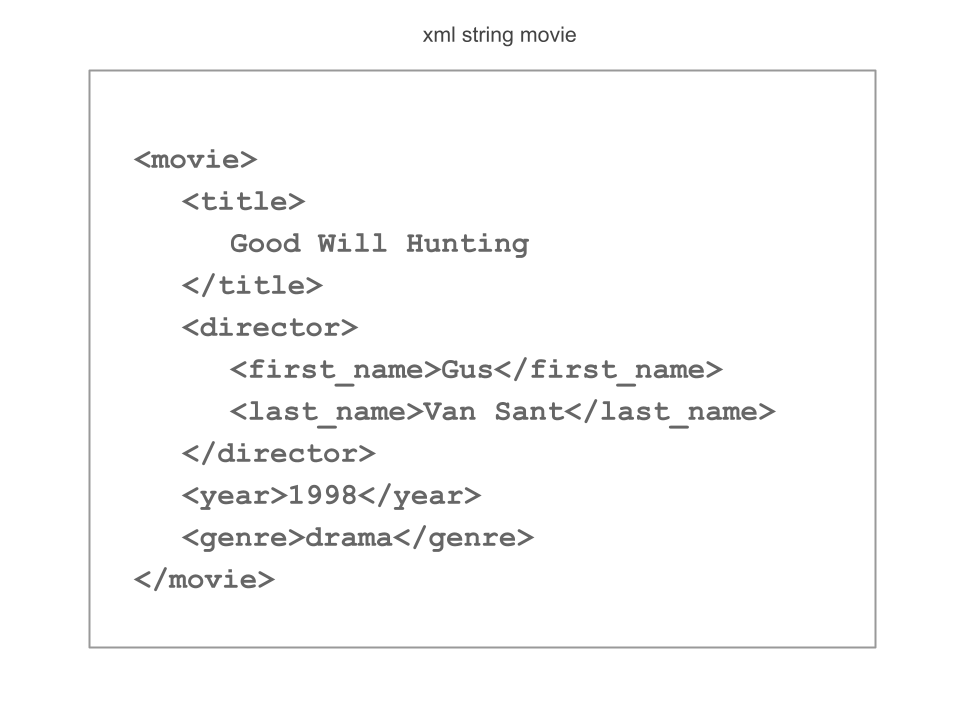 xml string movie
<movie>
<title>
Good Will Hunting
</title>
<director>
<first_name>Gus</first_name>
<last_name>Van Sant</last_name>
</director>
<year>1998</year>
<genre>drama</genre>
</movie>